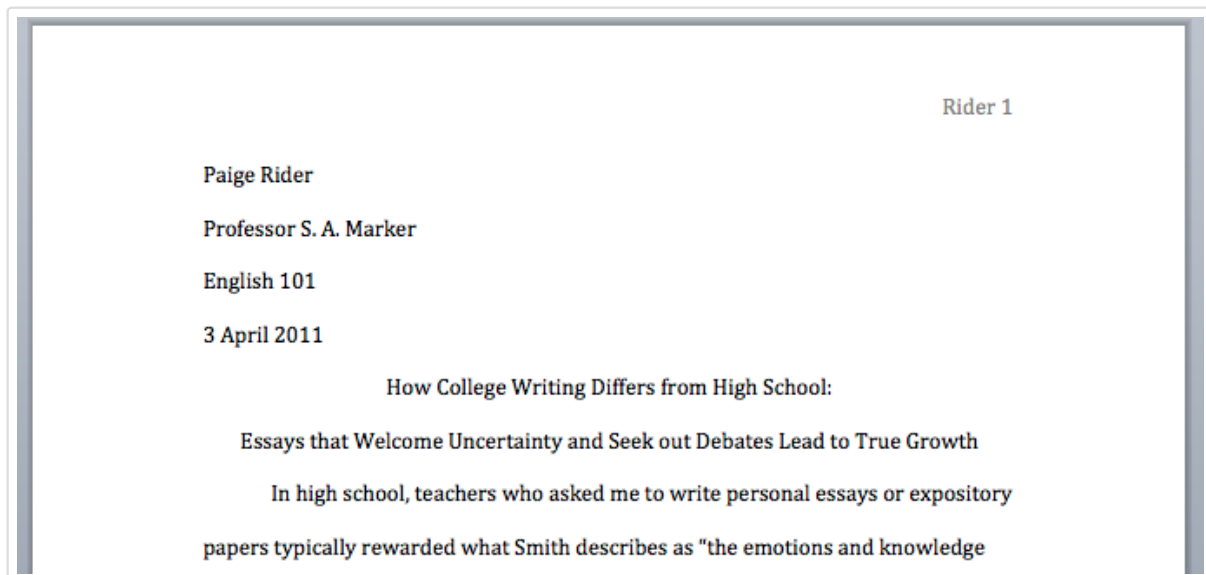 Rider 1
Paige Rider
Professor S. A. Marker
English 101
3 April 2011
How College Writing Differs from High School:
Essays that Welcome Uncertainty and Seek out Debates Lead to True Growth
In high school, teachers who asked me to write personal essays or expository
papers typically rewarded what Smith describes as "the emotions and knowledge